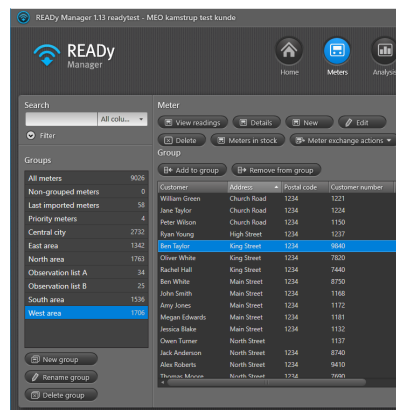 READy Manager 1.13 readytest - MEO kamstrup test kunde
READy
Manager
Home
Meters
Analysis
Search
All colu...
Filter
Groups
All meters 9026
Non-grouped meters 0
Last imported meters 58
Priority meters 4
Central city 2732
East area 1342
North area 1763
Observation list A 34
Observation list B 25
South area 1536
West area 1706
New group
Rename group
Delete group
Meter
View readings Details New Edit
Delete Meters in stock Meter exchange actions
Group
Add to group Remove from group
Customer Address Postal code Customer number
William Green Church Road 1234 1221
Jane Taylor Church Road 1234 1224
Peter Wilson Church Road 1234 1150
Ryan Young High Street 1234 1237
Ben Taylor King Street 1234 9840
Oliver White King Street 1234 7820
Rachel Hall King Street 1234 7440
Ben White Main Street 1234 8750
John Smith Main Street 1234 1168
Amy Jones Main Street 1234 1172
Megan Edwards Main Street 1234 1181
Jessica Blake Main Street 1234 1132
Owen Turner North Street 1137
Jack Anderson North Street 1234 8740
Alex Roberts North Street 1234 9410
Thomas Moore North Street 1234 7690